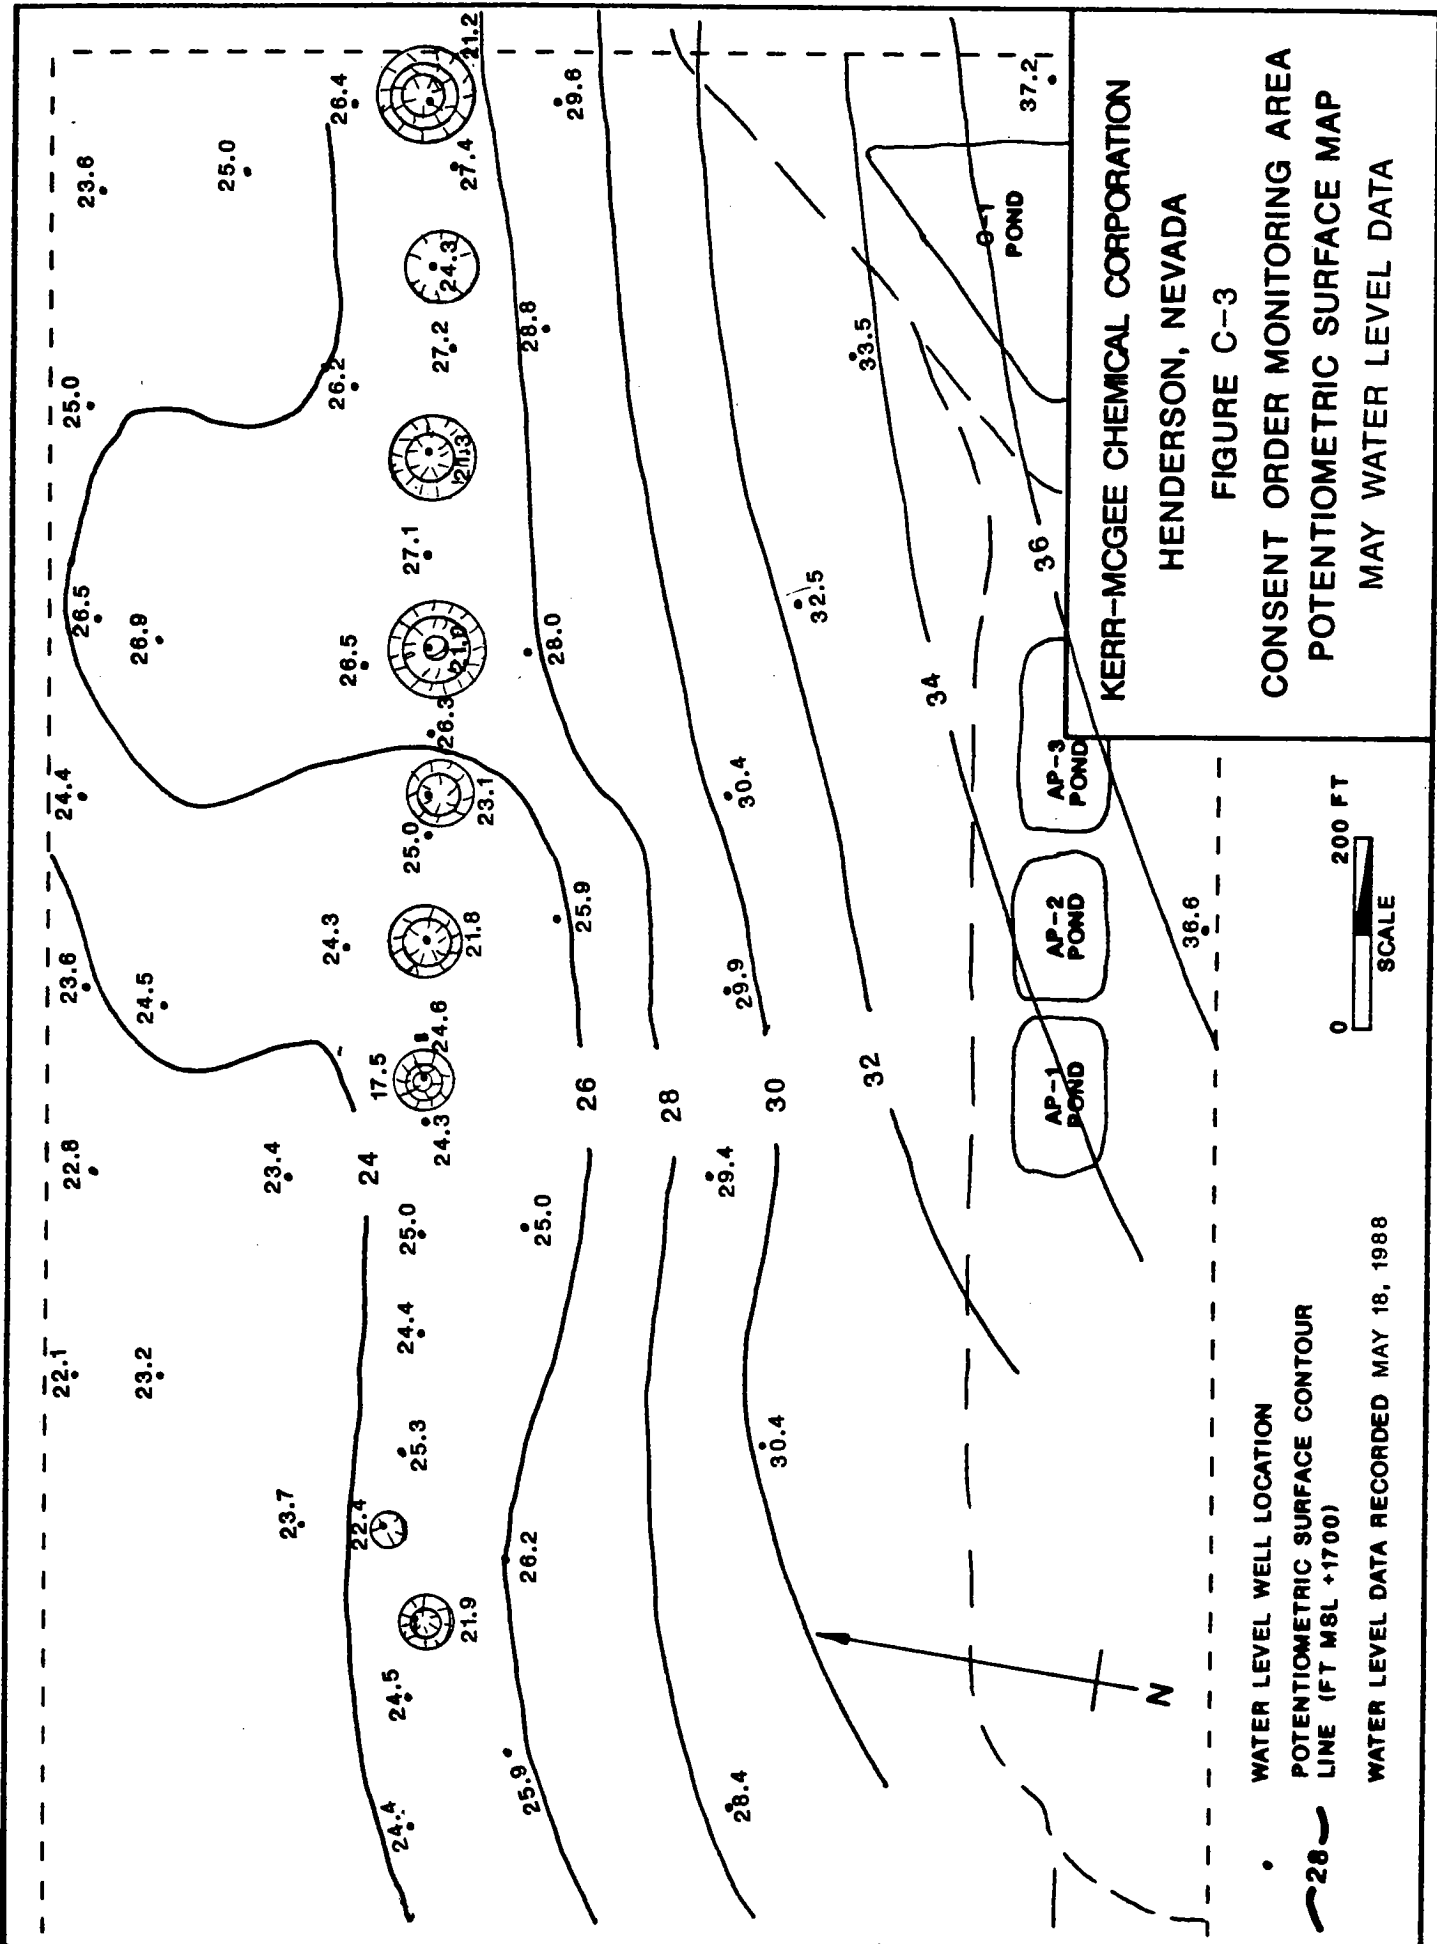 22.1
22.8
23.6
24.4
26.5
25.0
23.6
23.2
24.5
26.9
25.0
23.7
23.4
24.3
26.5
26.2
26.4
22.4
24
17.5
24.4
24.5
25.3
24.4
25.0
25.0
27.1
24.3
24.6
26.3
27.2
24.3
21.9
21.8
23.1
21.3
27.4
21.2
25.9
26.2
25.0
28.8
25.9
28.0
29.6
26
28
28.4
29.4
29.9
30.4
30.4
30
32.5
32
33.5
34
36
37.2
O-1
POND
AP-1
POND
AP-2
POND
AP-3
POND
36.6
N
KERR-MCGEE CHEMICAL CORPORATION
HENDERSON, NEVADA
FIGURE C-3
CONSENT ORDER MONITORING AREA
POTENTIOMETRIC SURFACE MAP
MAY WATER LEVEL DATA
WATER LEVEL WELL LOCATION
28
POTENTIOMETRIC SURFACE CONTOUR
LINE (FT MSL +1700)
WATER LEVEL DATA RECORDED MAY 18, 1988
0 200 FT
SCALE